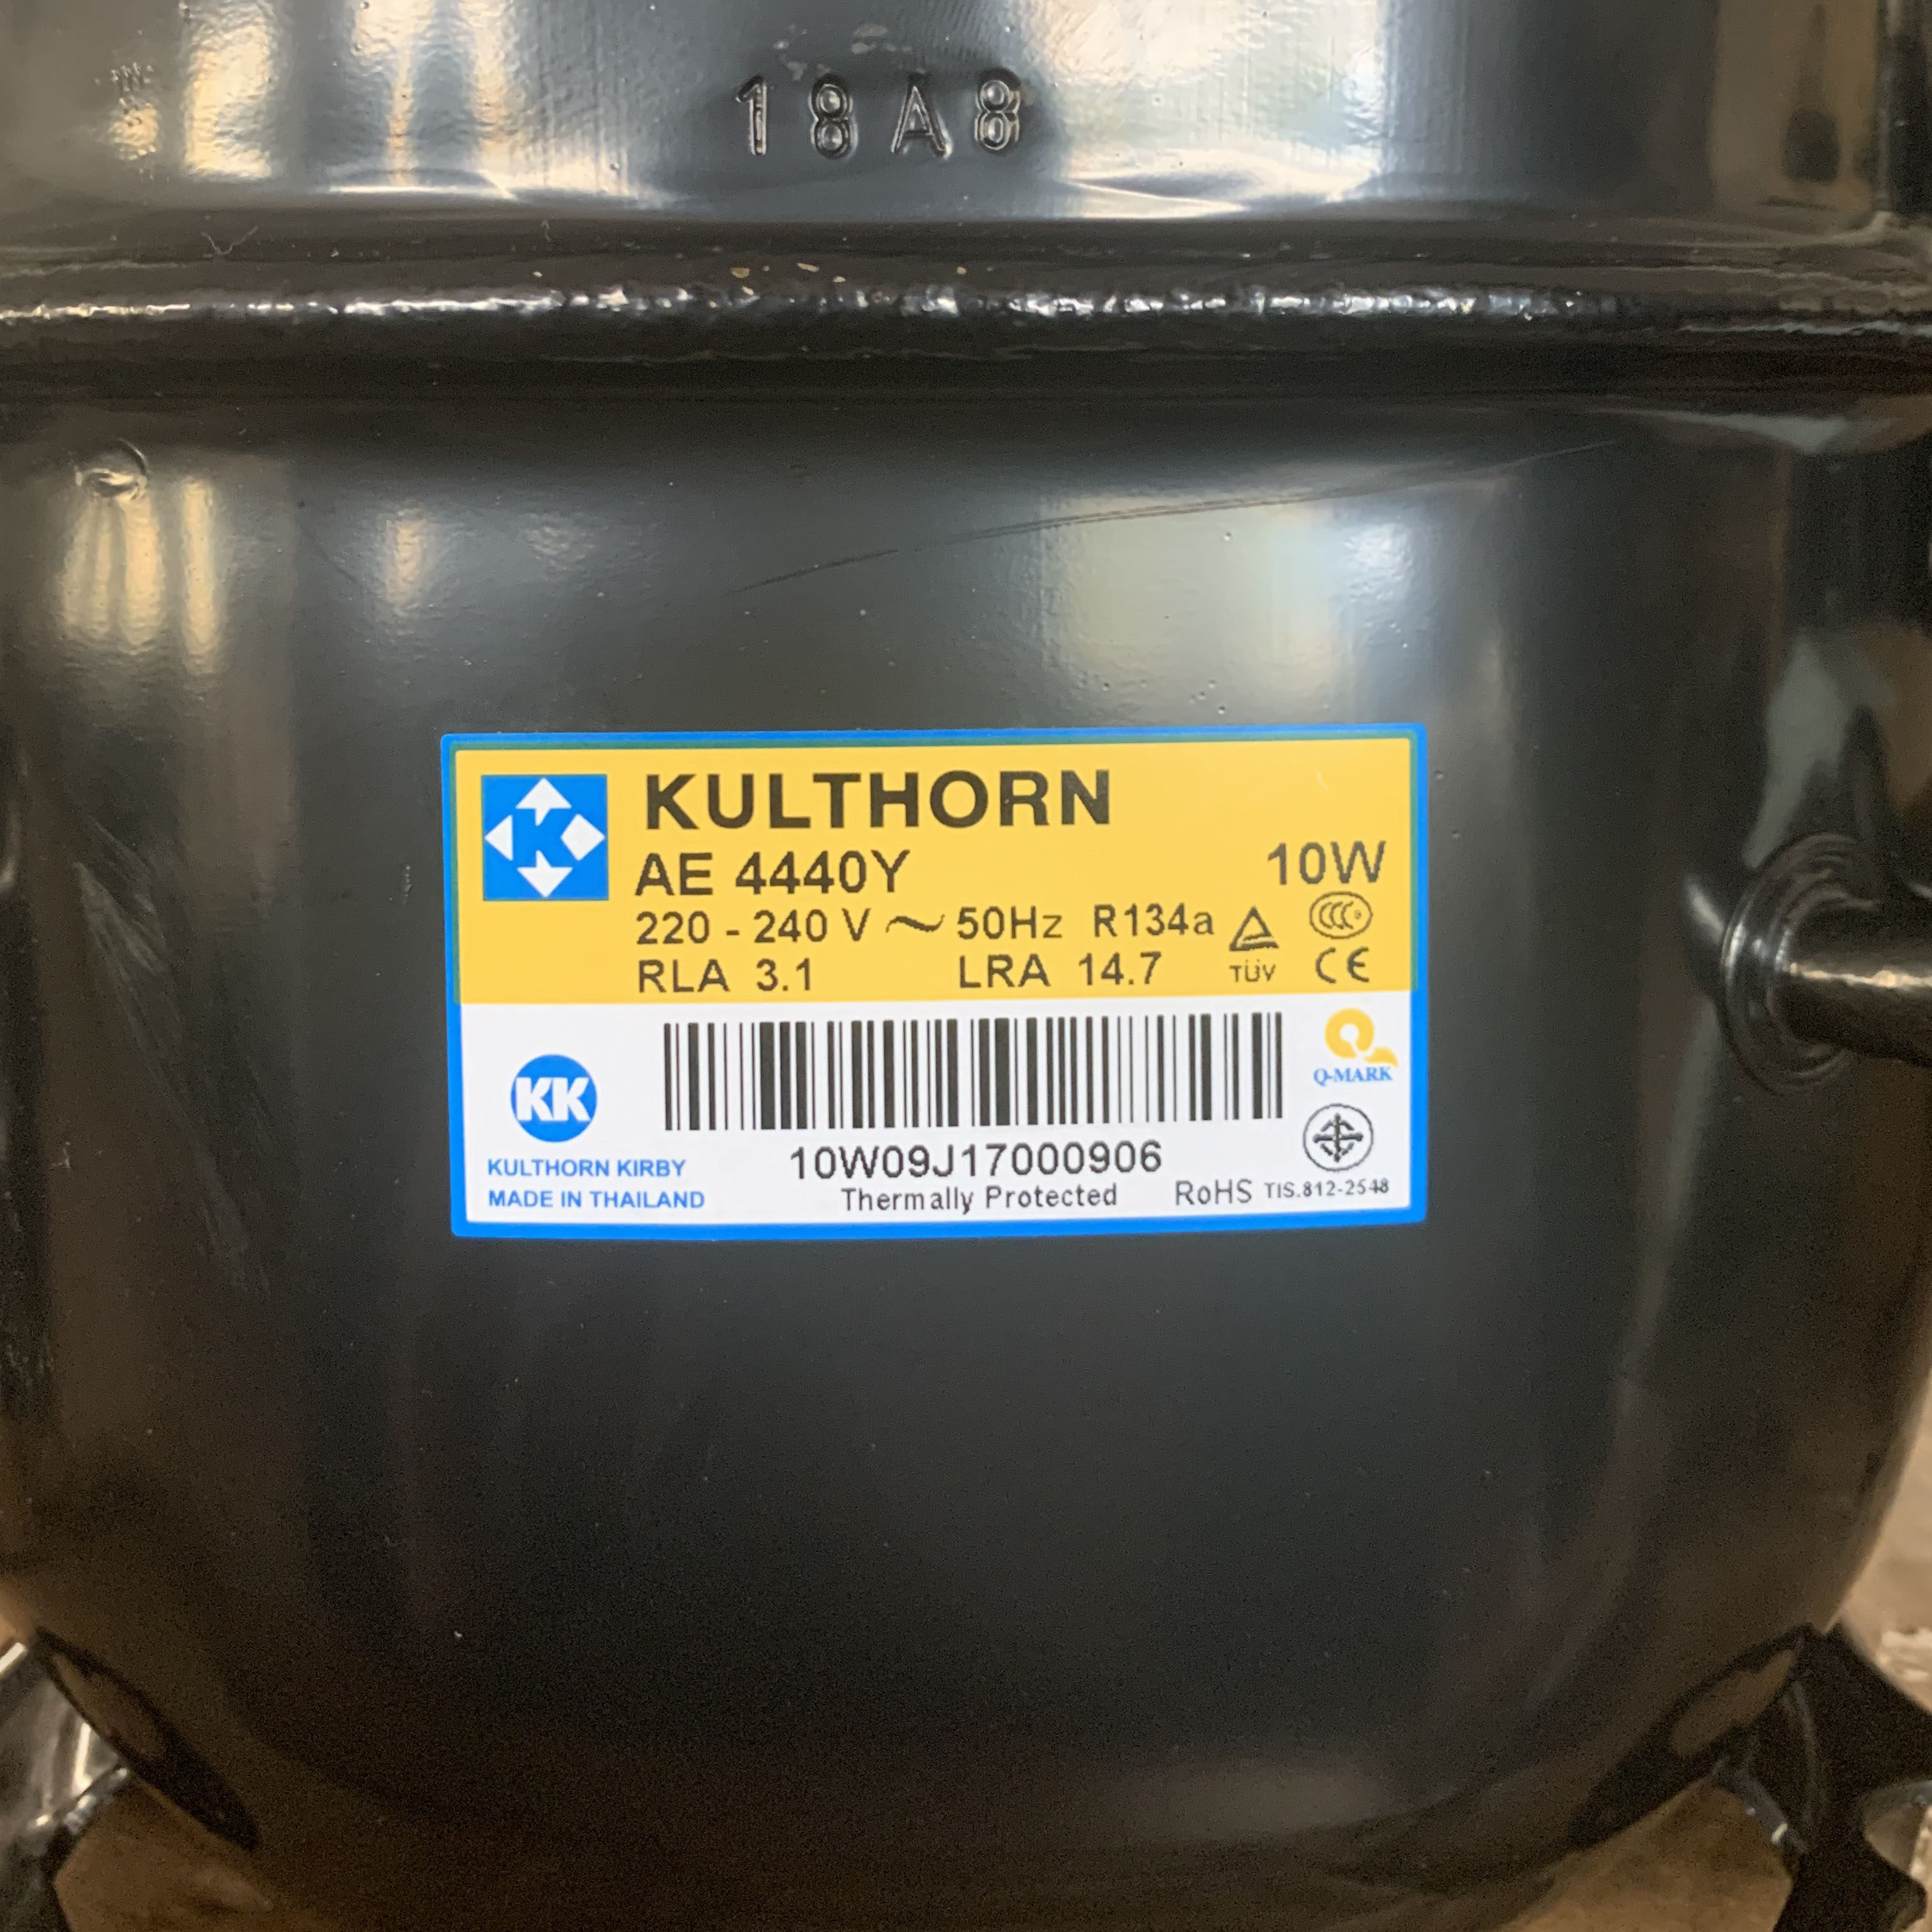 18A8
K
KULTHORN
AE 4440Y 10W
220 - 240 V ~ 50Hz R134a
RLA 3.1 LRA 14.7 TÜV CE
Q-MARK
KK
10W09J17000906
KULTHORN KIRBY
MADE IN THAILAND
Thermally Protected RoHS TIS.812-2548